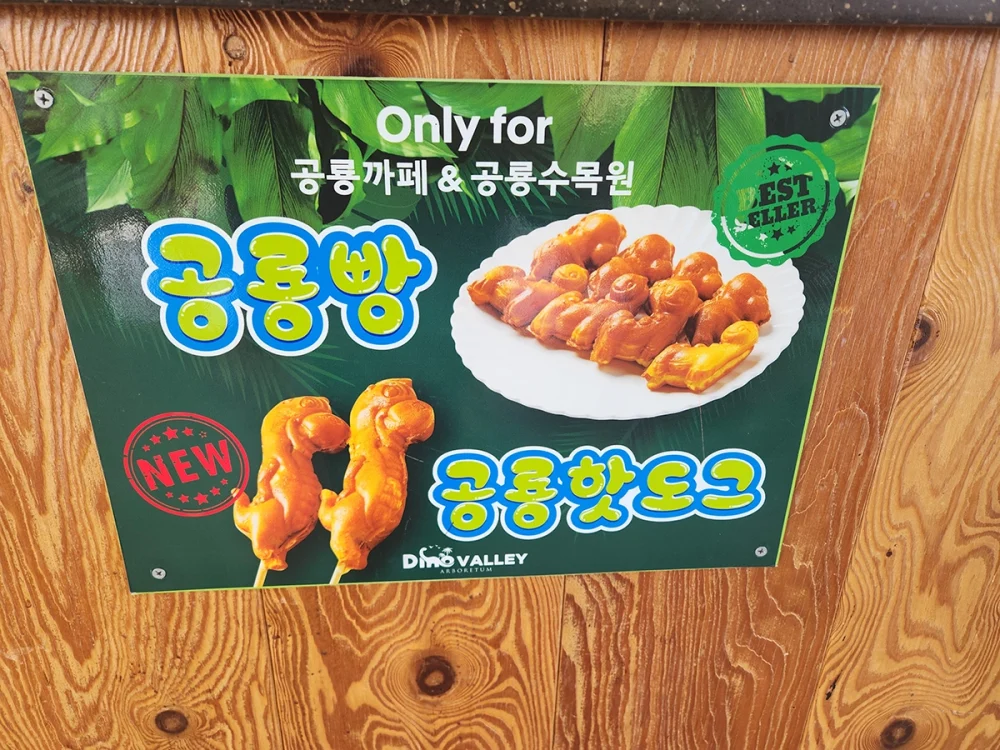 Only for
공룡까페 & 공룡수목원
BEST
SELLER
공룡빵
NEW
공룡핫도그
Dino VALLEY
ARBORETUM